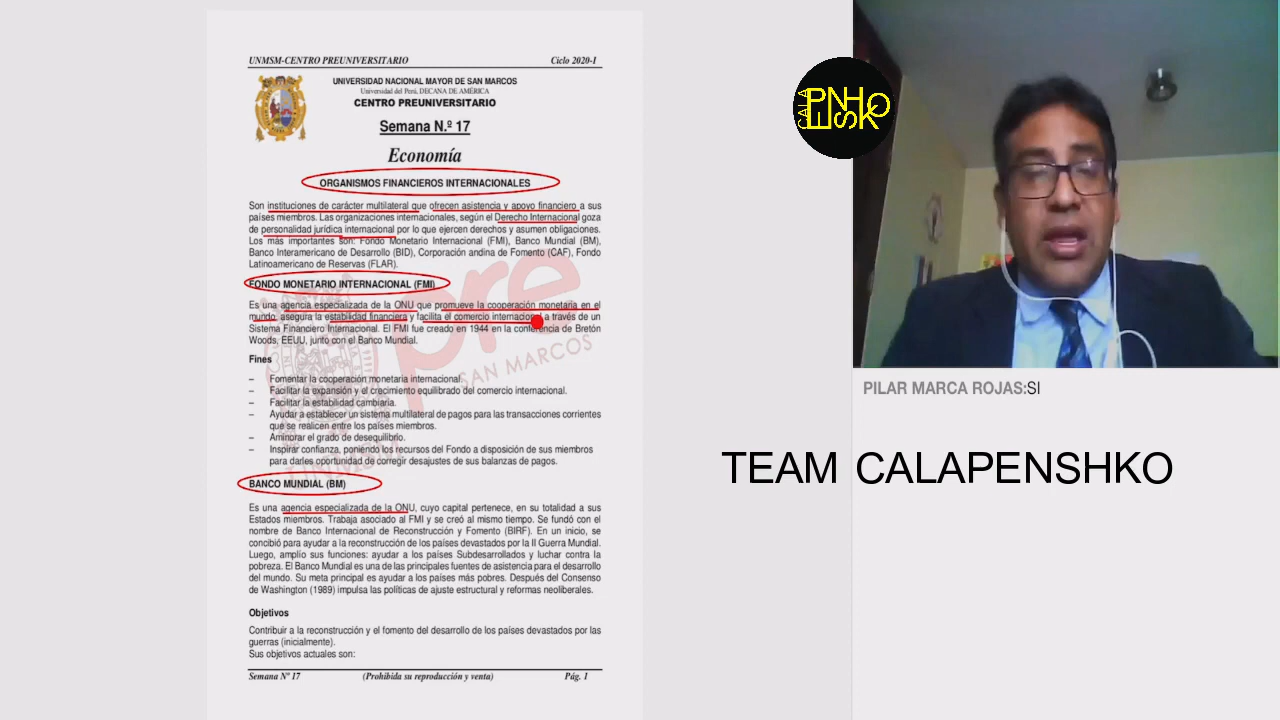 UNMSM-CENTRO PREUNIVERSITARIO Ciclo 2020-I
UNIVERSIDAD NACIONAL MAYOR DE SAN MARCOS
Universidad del Perú, DECANA DE AMÉRICA
CENTRO PREUNIVERSITARIO
Semana N.º 17
Economía
ORGANISMOS FINANCIEROS INTERNACIONALES
Son instituciones de carácter multilateral que ofrecen asistencia y apoyo financiero a sus
países miembros. Las organizaciones internacionales, según el Derecho Internacional goza
de personalidad jurídica internacional por lo que ejercen derechos y asumen obligaciones.
Los más importantes son: Fondo Monetario Internacional (FMI), Banco Mundial (BM),
Banco Interamericano de Desarrollo (BID), Corporación andina de Fomento (CAF), Fondo
Latinoamericano de Reservas (FLAR).
FONDO MONETARIO INTERNACIONAL (FMI)
Es una agencia especializada de la ONU que promueve la cooperación monetaria en el
mundo, asegura la estabilidad financiera y facilita el comercio internacional a través de un
Sistema Financiero Internacional. El FMI fue creado en 1944 en la conferencia de Bretón
Woods, EEUU, junto con el Banco Mundial.
Fines
– Fomentar la cooperación monetaria internacional.
– Facilitar la expansión y el crecimiento equilibrado del comercio internacional.
– Facilitar la estabilidad cambiaria.
– Ayudar a establecer un sistema multilateral de pagos para las transacciones corrientes
que se realicen entre los países miembros.
– Aminorar el grado de desequilibrio.
– Inspirar confianza, poniendo los recursos del Fondo a disposición de sus miembros
para darles oportunidad de corregir desajustes de sus balanzas de pagos.
BANCO MUNDIAL (BM)
Es una agencia especializada de la ONU, cuyo capital pertenece, en su totalidad a sus
Estados miembros. Trabaja asociado al FMI y se creó al mismo tiempo. Se fundó con el
nombre de Banco Internacional de Reconstrucción y Fomento (BIRF). En un inicio, se
concibió para ayudar a la reconstrucción de los países devastados por la II Guerra Mundial.
Luego, amplío sus funciones: ayudar a los países Subdesarrollados y luchar contra la
pobreza. El Banco Mundial es una de las principales fuentes de asistencia para el desarrollo
del mundo. Su meta principal es ayudar a los países más pobres. Después del Consenso
de Washington (1989) impulsa las políticas de ajuste estructural y reformas neoliberales.
Objetivos
Contribuir a la reconstrucción y el fomento del desarrollo de los países devastados por las
guerras (inicialmente).
Sus objetivos actuales son:
Semana Nº 17 (Prohibida su reproducción y venta) Pág. 1
pre
SAN MARCOS
UNMSM
CALA
PENSHKO
PILAR MARCA ROJAS:SI
TEAM CALAPENSHKO